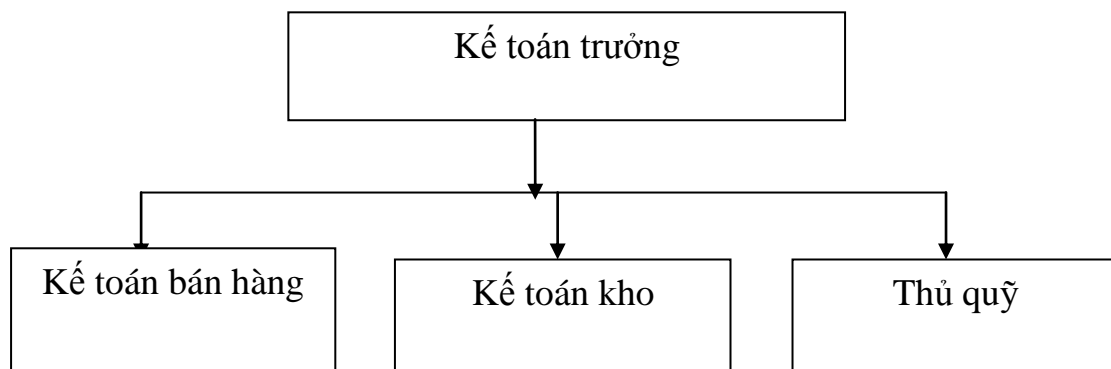 Kế toán trưởng
Kế toán bán hàng
Kế toán kho
Thủ quỹ